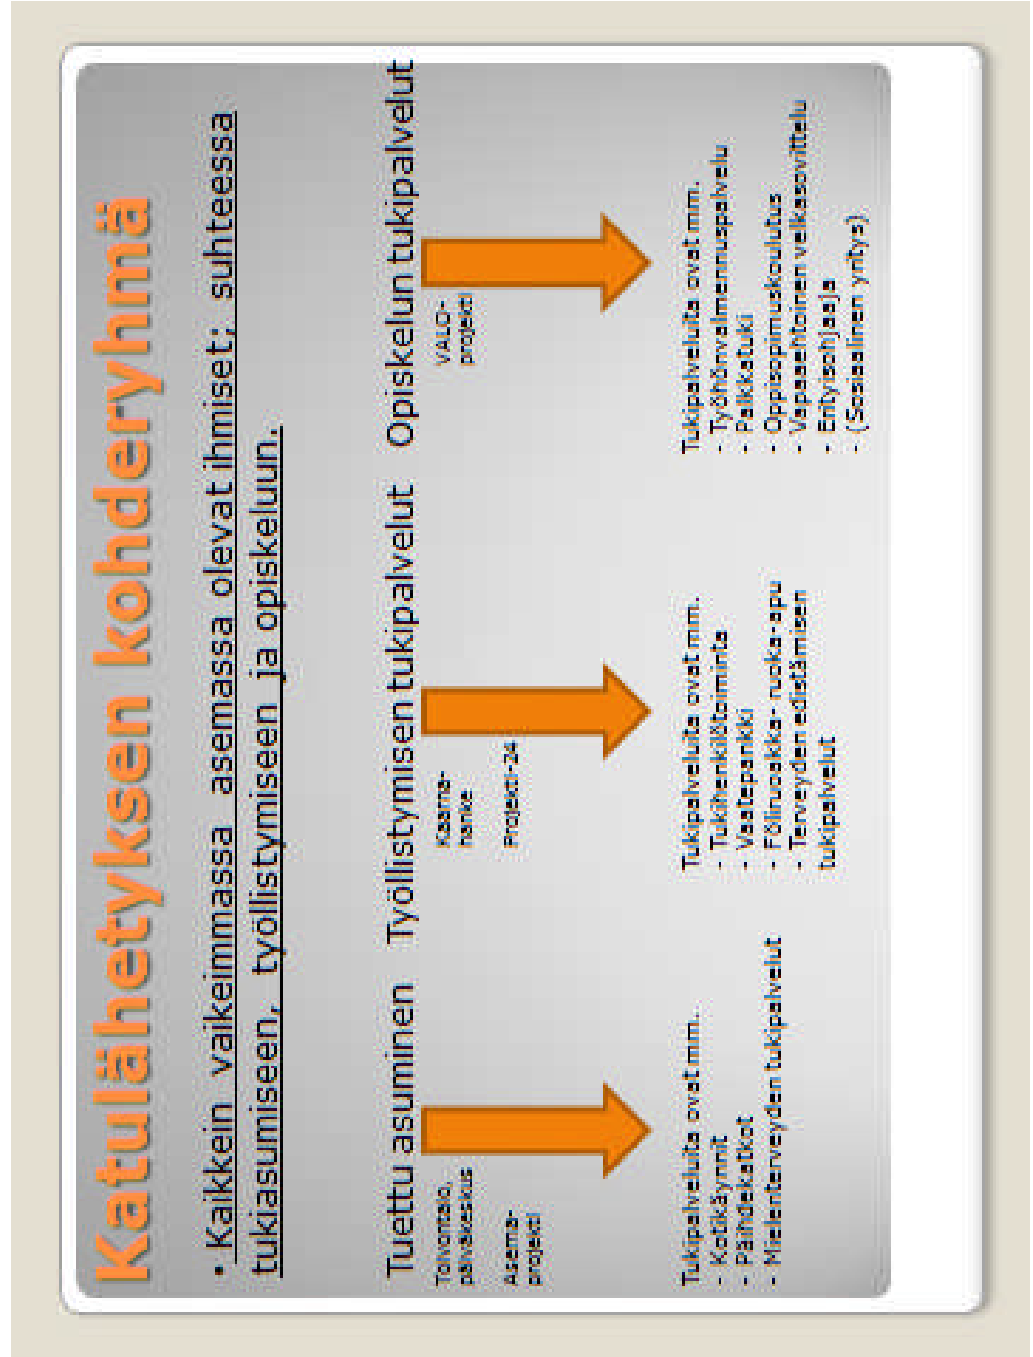 Katulähetyksen kohderyhmä
• Kaikkein vaikeimmassa asemassa olevat ihmiset; suhteessa
tukiasumiseen, työllistymiseen ja opiskeluun.
Tuettu asuminen
Toivontalo,
päiväkeskus
Asema-
projekti
Tukipalveluita ovat mm.
- Kotikäynnit
- Päihdekatkot
- Mielenterveyden tukipalvelut
Työllistymisen tukipalvelut
Kaarna-
hanke
Projekti-24
Tukipalveluita ovat mm.
- Tukihenkilötoiminta
- Vaatepankki
- Föliruokka- ruoka-apu
- Terveyden edistämisen
tukipalvelut
Opiskelun tukipalvelut
VALO-
projekti
Tukipalveluita ovat mm.
- Työhönvalmennuspalvelu
- Palkkatuki
- Oppisopimuskoulutus
- Vapaaehtoinen velkasovittelu
- Erityisohjaaja
- (Sosiaalinen yritys)